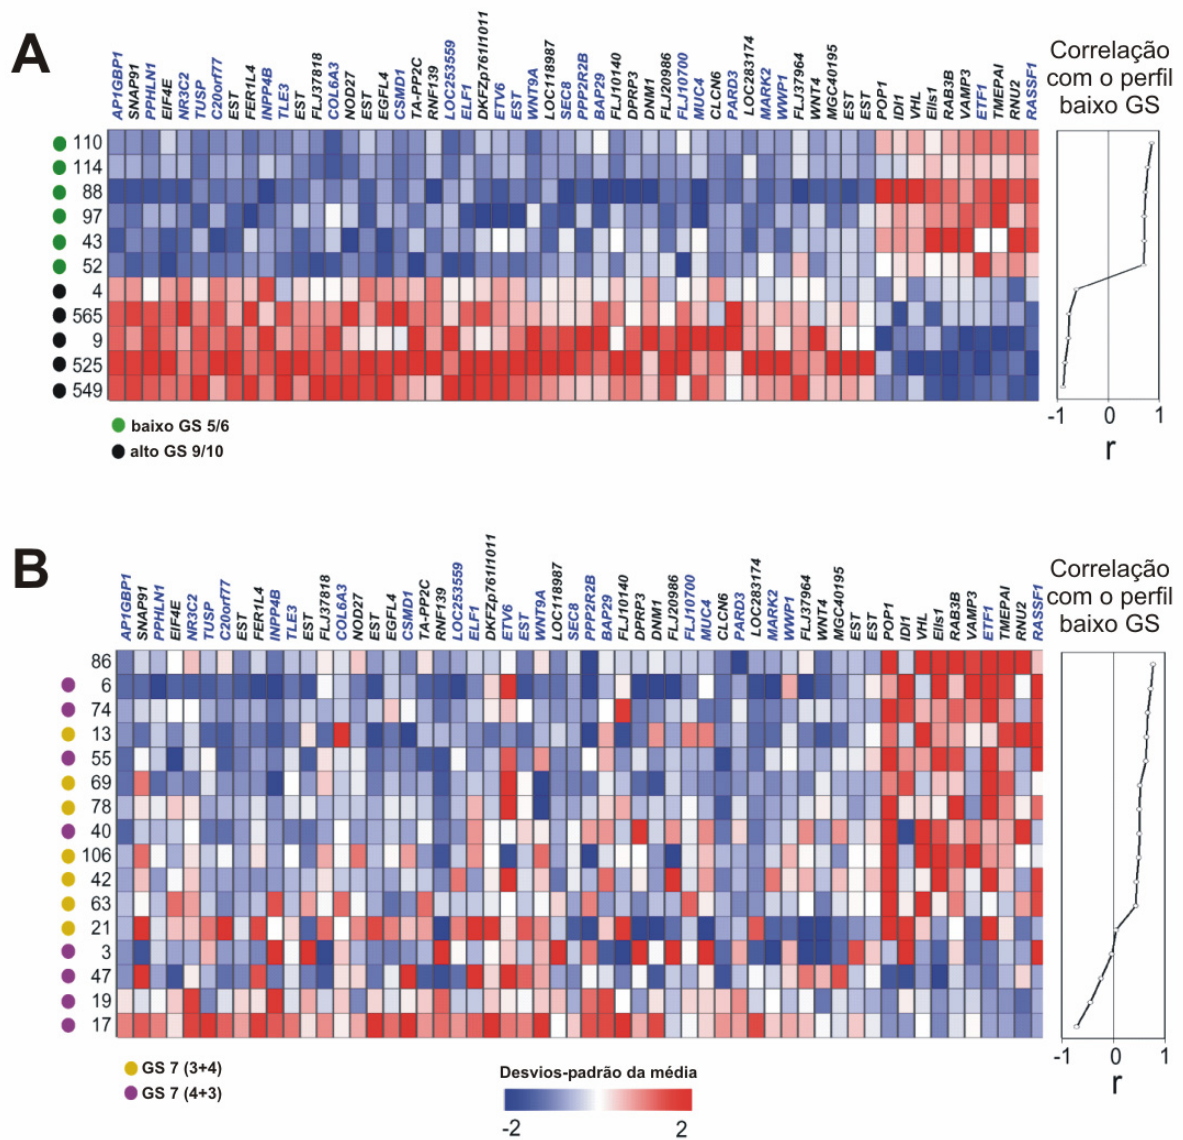 A
AP1GBP1 SNAP91 PPHLN1 EIF4E NR3C2 TUSP C20orf77 EST FER1L4 INPP4B TLE3 EST FLJ37818 COL6A3 NOD27 EST EGFL4 CSMD1 TA-PP2C RNF139 LOC253559 ELF1 DKFZp761I1011 ETV6 EST WNT9A LOC118987 SEC8 PPP2R2B BAP29 FLJ10140 DPRP3 DNM1 FLJ20986 FLJ10700 MUC4 CLCN6 PARD3 LOC283174 MARK2 WWP1 FLJ37964 WNT4 MGC40195 EST EST POP1 IDI1 VHL Ells1 RAB3B VAMP3 ETF1 TMEPAI RNU2 RASSF1
Correlação
com o perfil
baixo GS
110
114
88
97
43
52
4
565
9
525
549
-1 0 1
r
baixo GS 5/6
alto GS 9/10
B
AP1GBP1 SNAP91 PPHLN1 EIF4E NR3C2 TUSP C20orf77 EST FER1L4 INPP4B TLE3 EST FLJ37818 COL6A3 NOD27 EST EGFL4 CSMD1 TA-PP2C RNF139 LOC253559 ELF1 DKFZp761I1011 ETV6 EST WNT9A LOC118987 SEC8 PPP2R2B BAP29 FLJ10140 DPRP3 DNM1 FLJ20986 FLJ10700 MUC4 CLCN6 PARD3 LOC283174 MARK2 WWP1 FLJ37964 WNT4 MGC40195 EST EST POP1 IDI1 VHL Ells1 RAB3B VAMP3 ETF1 TMEPAI RNU2 RASSF1
Correlação
com o perfil
baixo GS
86
6
74
13
55
69
78
40
106
42
63
21
3
47
19
17
-1 0 1
r
GS 7 (3+4)
GS 7 (4+3)
Desvios-padrão da média
-2 2